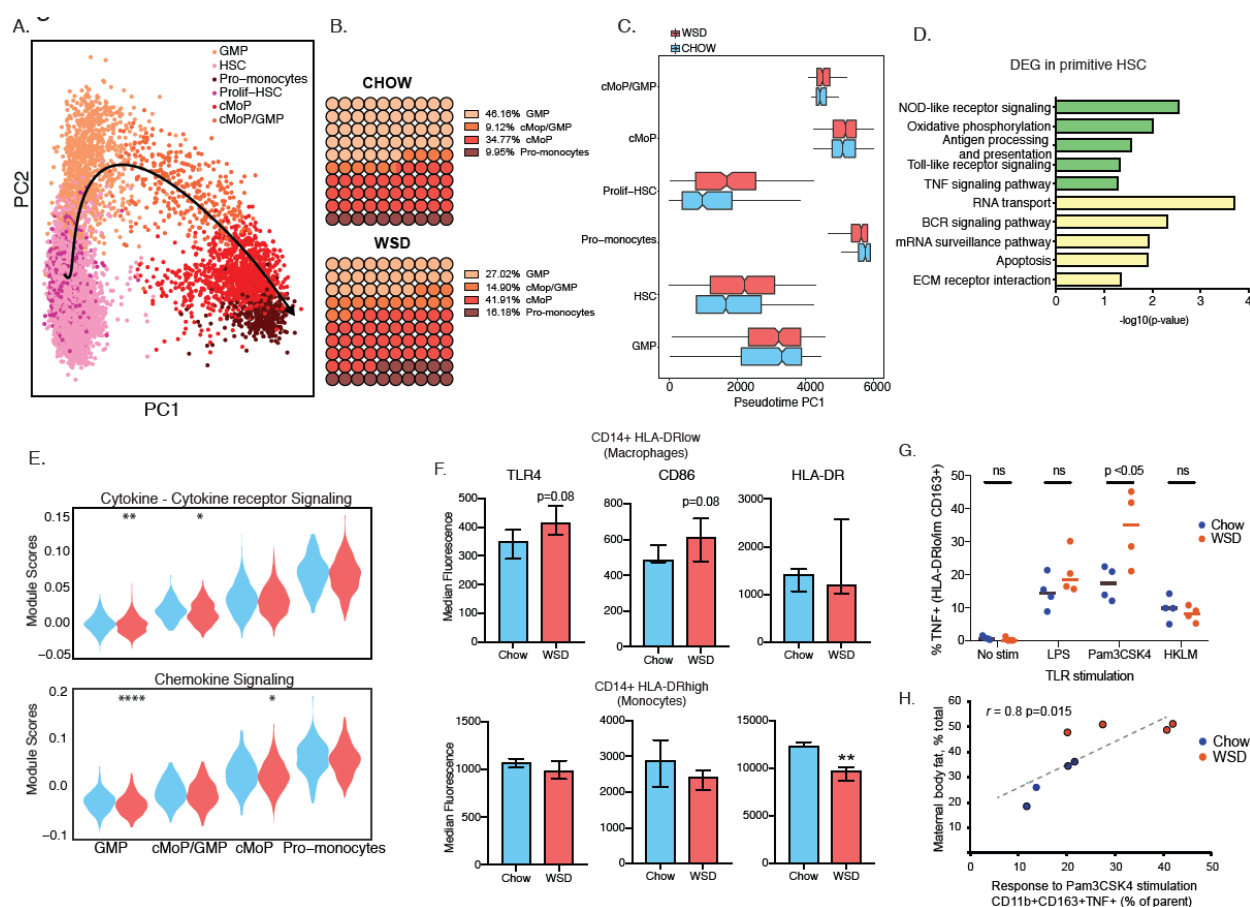 A.
GMP
HSC
Pro-monocytes
Prolif-HSC
cMoP
cMoP/GMP
PC2
PC1
B.
CHOW
46.16% GMP
9.12% cMop/GMP
34.77% cMoP
9.95% Pro-monocytes
WSD
27.02% GMP
14.90% cMop/GMP
41.91% cMoP
16.18% Pro-monocytes
C.
WSD
CHOW
cMoP/GMP
cMoP
Prolif-HSC
Pro-monocytes
HSC
GMP
0 2000 4000 6000
Pseudotime PC1
D.
DEG in primitive HSC
NOD-like receptor signaling
Oxidative phosphorylation
Antigen processing
and presentation
Toll-like receptor signaling
TNF signaling pathway
RNA transport
BCR signaling pathway
mRNA surveillance pathway
Apoptosis
ECM receptor interaction
0 1 2 3 4
-log10(p-value)
E.
Cytokine - Cytokine receptor Signaling
** *
Module Scores
0.15
0.10
0.05
0.00
-0.05
Chemokine Signaling
**** *
Module Scores
0.2
0.1
0.0
-0.1
GMP cMoP/GMP cMoP Pro-monocytes
F.
CD14+ HLA-DRlow
(Macrophages)
TLR4 CD86 HLA-DR
Median Fluorescence
500
400
300
200
100
0
p=0.08
Chow WSD
800
600
400
200
0
p=0.08
Chow WSD
3000
2000
1000
0
Chow WSD
CD14+ HLA-DRhigh
(Monocytes)
Median Fluorescence
1500
1000
500
0
Chow WSD
4000
3000
2000
1000
0
Chow WSD
15000
10000
5000
0
**
Chow WSD
G.
ns ns p <0.05 ns
% TNF+ (HLA-DRlo/im CD163+)
50
40
30
20
10
0
Chow
WSD
No stim LPS Pam3CSK4 HKLM
TLR stimulation
H.
r = 0.8 p=0.015
Maternal body fat, % total
60
50
40
30
20
10
0
Chow
WSD
0 10 20 30 40 50
Response to Pam3CSK4 stimulation
CD11b+CD163+TNF+ (% of parent)